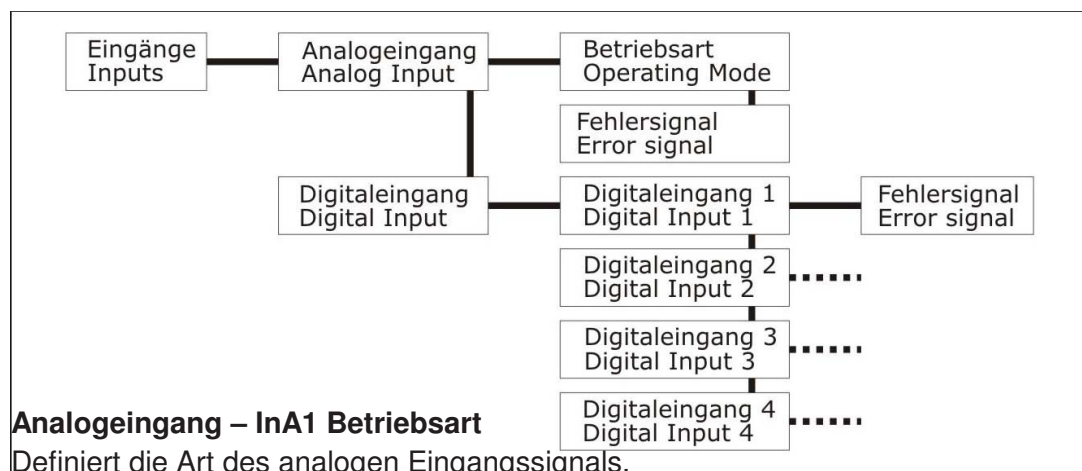 Eingänge
Inputs
Analogeingang
Analog Input
Betriebsart
Operating Mode
Fehlersignal
Error signal
Digitaleingang
Digital Input
Digitaleingang 1
Digital Input 1
Fehlersignal
Error signal
Digitaleingang 2
Digital Input 2
Digitaleingang 3
Digital Input 3
Digitaleingang 4
Digital Input 4
Analogeingang – InA1 Betriebsart
Definiert die Art des analogen Eingangssignals.